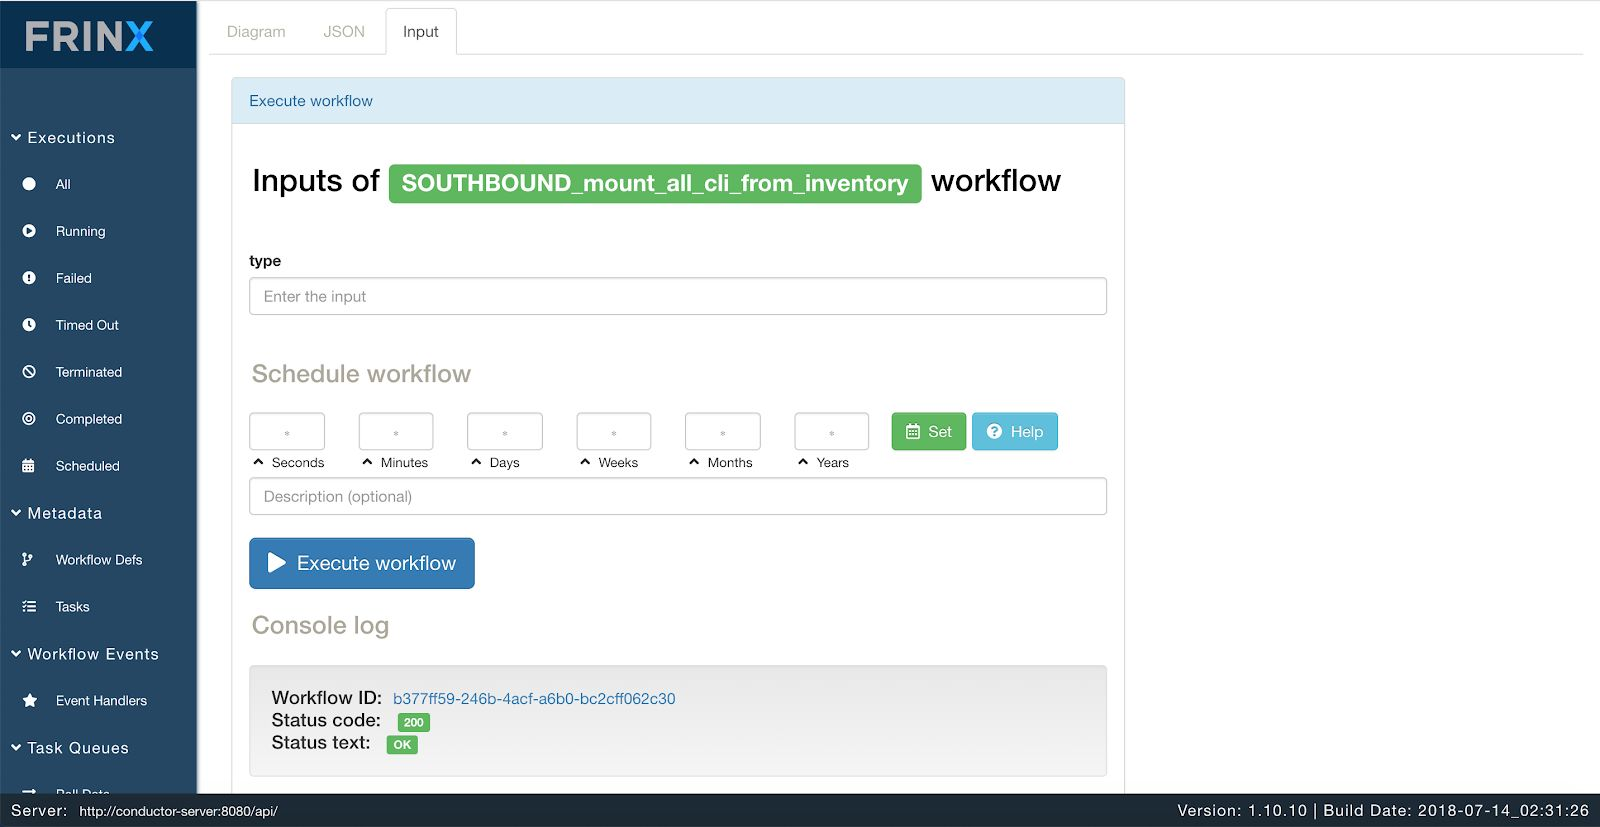 FRINX
Diagram JSON Input
Executions
All
Running
Failed
Timed Out
Terminated
Completed
Scheduled
Metadata
Workflow Defs
Tasks
Workflow Events
Event Handlers
Task Queues
Poll Data
Execute workflow
Inputs of SOUTHBOUND_mount_all_cli_from_inventory workflow
type
Enter the input
Schedule workflow
* * * * * *
Set Help
Seconds Minutes Days Weeks Months Years
Description (optional)
Execute workflow
Console log
Workflow ID: b377ff59-246b-4acf-a6b0-bc2cff062c30
Status code: 200
Status text: OK
Server: http://conductor-server:8080/api/
Version: 1.10.10 | Build Date: 2018-07-14_02:31:26